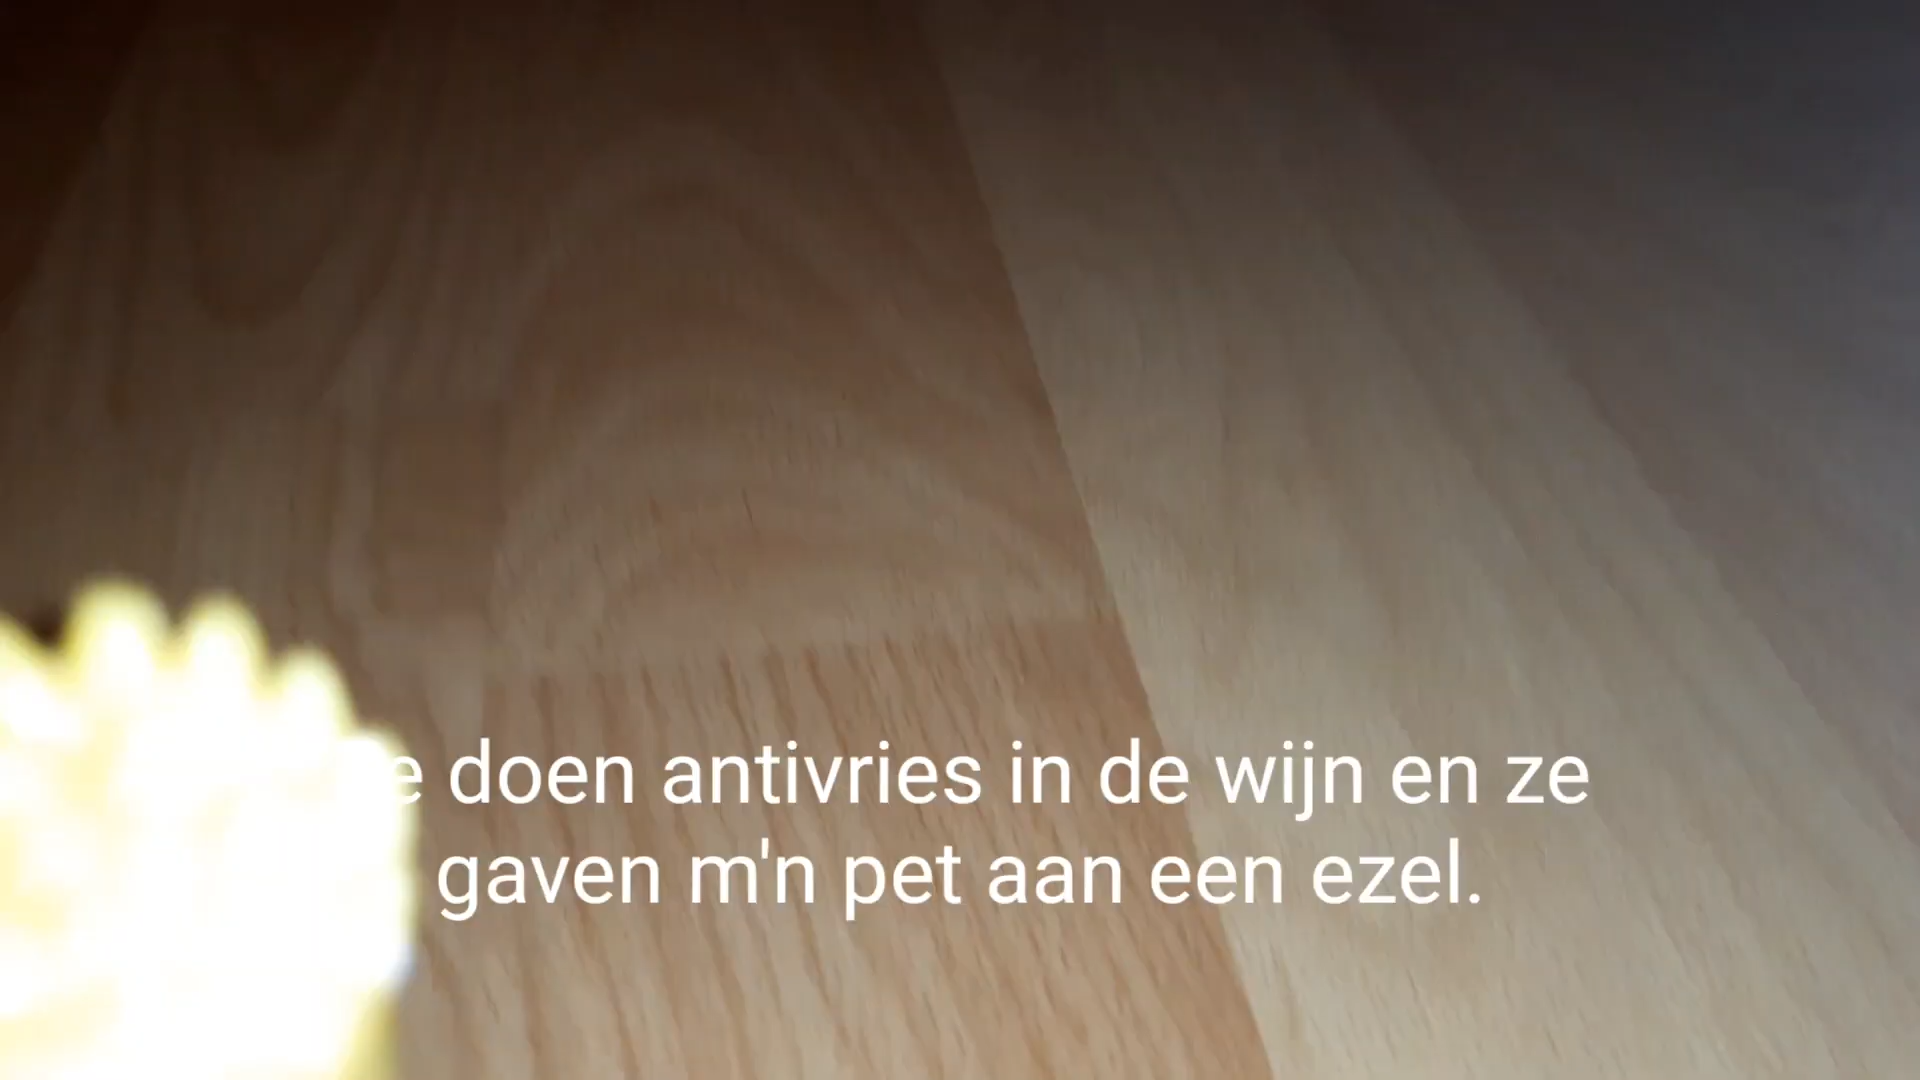 doen antivries in de wijn en ze
gaven m'n pet aan een ezel.